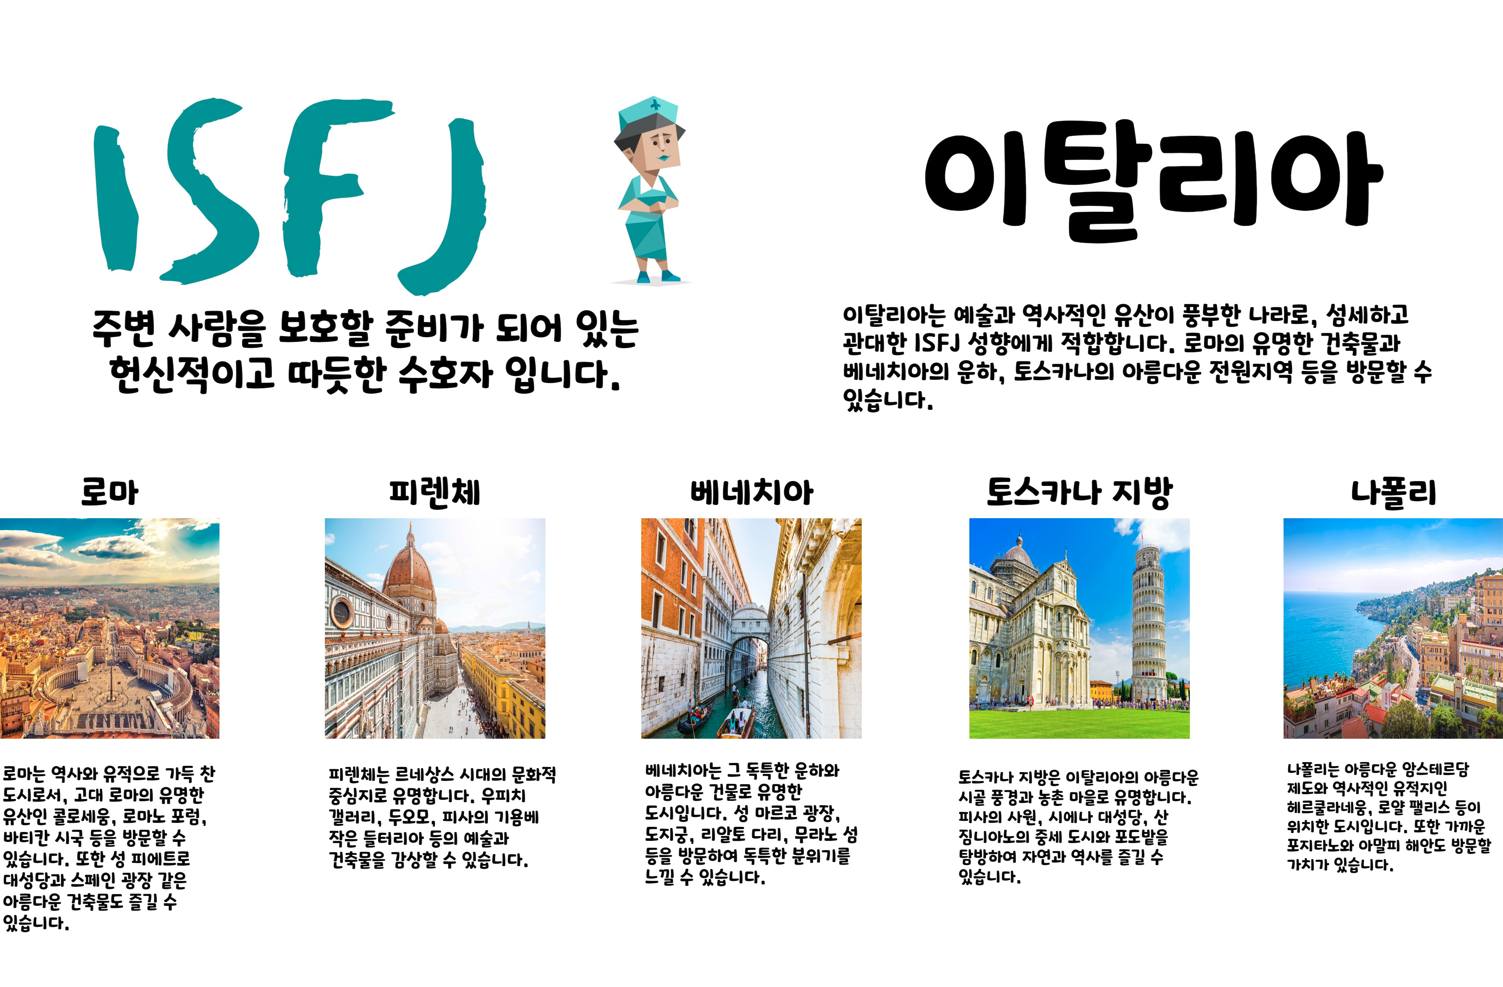 ISFJ
주변 사람을 보호할 준비가 되어 있는
헌신적이고 따듯한 수호자 입니다.
이탈리아
이탈리아는 예술과 역사적인 유산이 풍부한 나라로, 섬세하고
관대한 ISFJ 성향에게 적합합니다. 로마의 유명한 건축물과
베네치아의 운하, 토스카나의 아름다운 전원지역 등을 방문할 수
있습니다.
로마
로마는 역사와 유적으로 가득 찬
도시로서, 고대 로마의 유명한
유산인 콜로세움, 로마노 포럼,
바티칸 시국 등을 방문할 수
있습니다. 또한 성 피에트로
대성당과 스페인 광장 같은
아름다운 건축물도 즐길 수
있습니다.
피렌체
피렌체는 르네상스 시대의 문화적
중심지로 유명합니다. 우피치
갤러리, 두오모, 피사의 기용베
작은 들터리아 등의 예술과
건축물을 감상할 수 있습니다.
베네치아
베네치아는 그 독특한 운하와
아름다운 건물로 유명한
도시입니다. 성 마르코 광장,
도지궁, 리알토 다리, 무라노 섬
등을 방문하여 독특한 분위기를
느낄 수 있습니다.
토스카나 지방
토스카나 지방은 이탈리아의 아름다운
시골 풍경과 농촌 마을로 유명합니다.
피사의 사원, 시에나 대성당, 산
짐니아노의 중세 도시와 포도밭을
탐방하여 자연과 역사를 즐길 수
있습니다.
나폴리
나폴리는 아름다운 암스테르담
제도와 역사적인 유적지인
헤르쿨라네움, 로얄 팰리스 등이
위치한 도시입니다. 또한 가까운
포지타노와 아말피 해안도 방문할
가치가 있습니다.